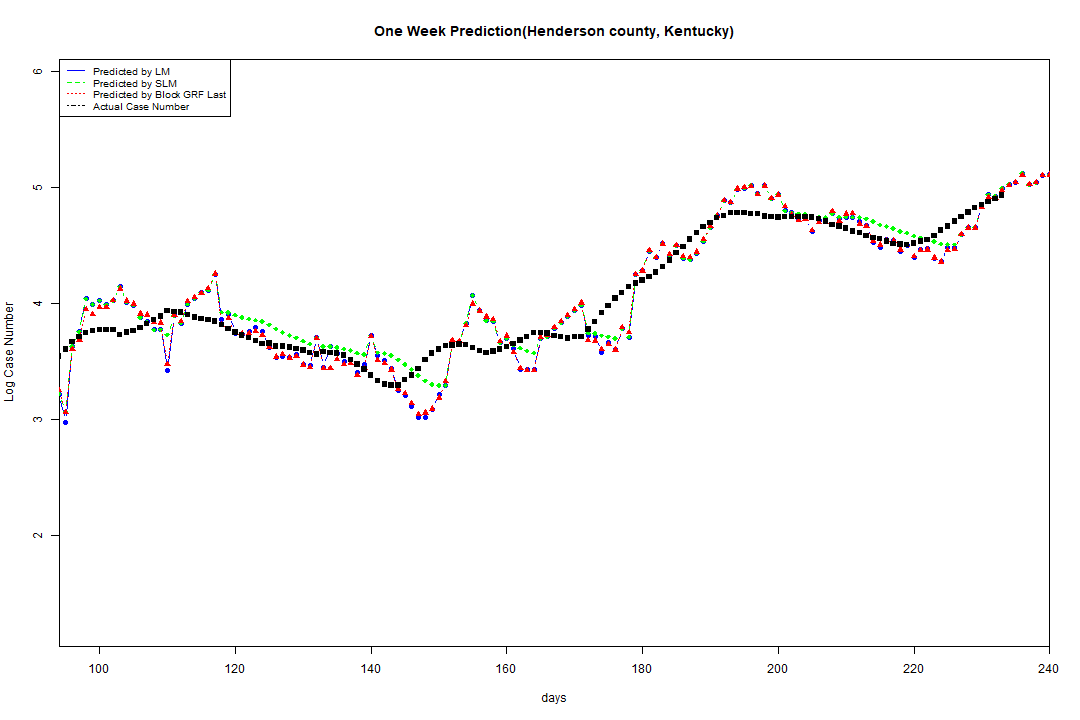 One Week Prediction(Henderson county, Kentucky)
Predicted by LM
Predicted by SLM
Predicted by Block GRF Last
Actual Case Number
6
5
4
3
2
Log Case Number
100 120 140 160 180 200 220 240
days